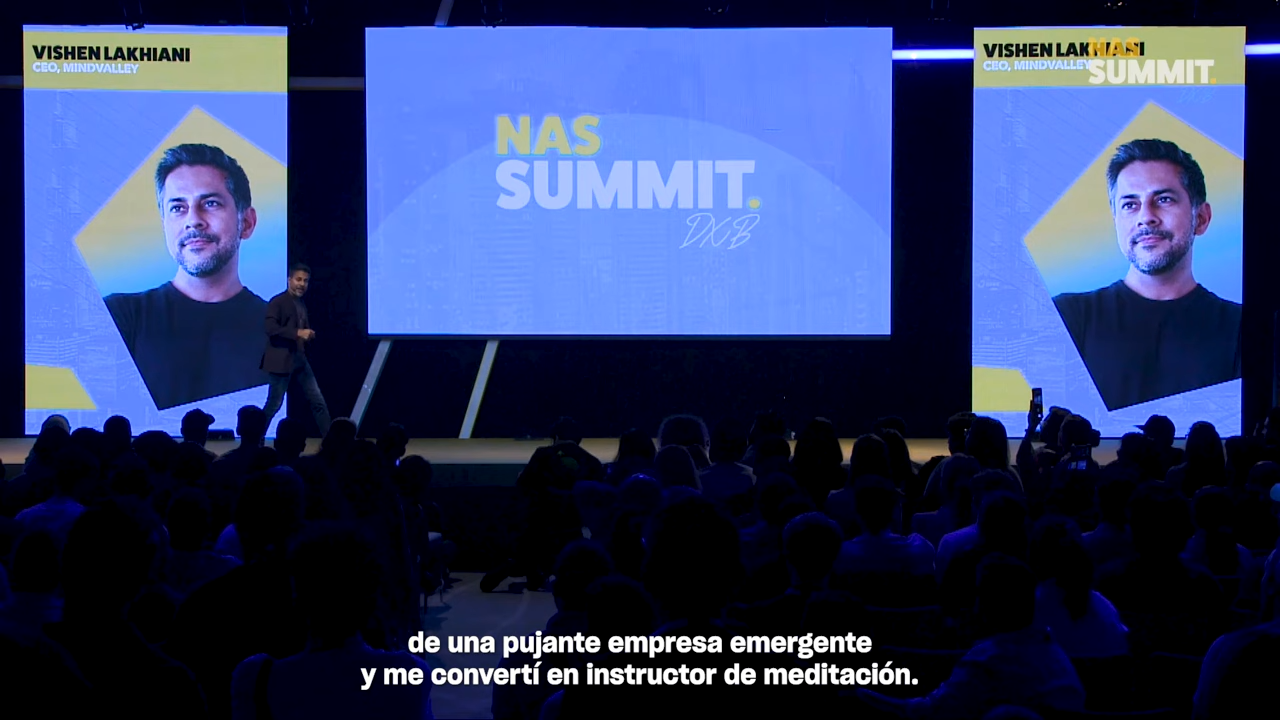 VISHEN LAKHIANI
CEO, MINDVALLEY
NAS
SUMMIT.
DXB
VISHEN LAKHIANI
CEO, MINDVALLEY
NAS
SUMMIT.
DXB
de una pujante empresa emergente
y me convertí en instructor de meditación.